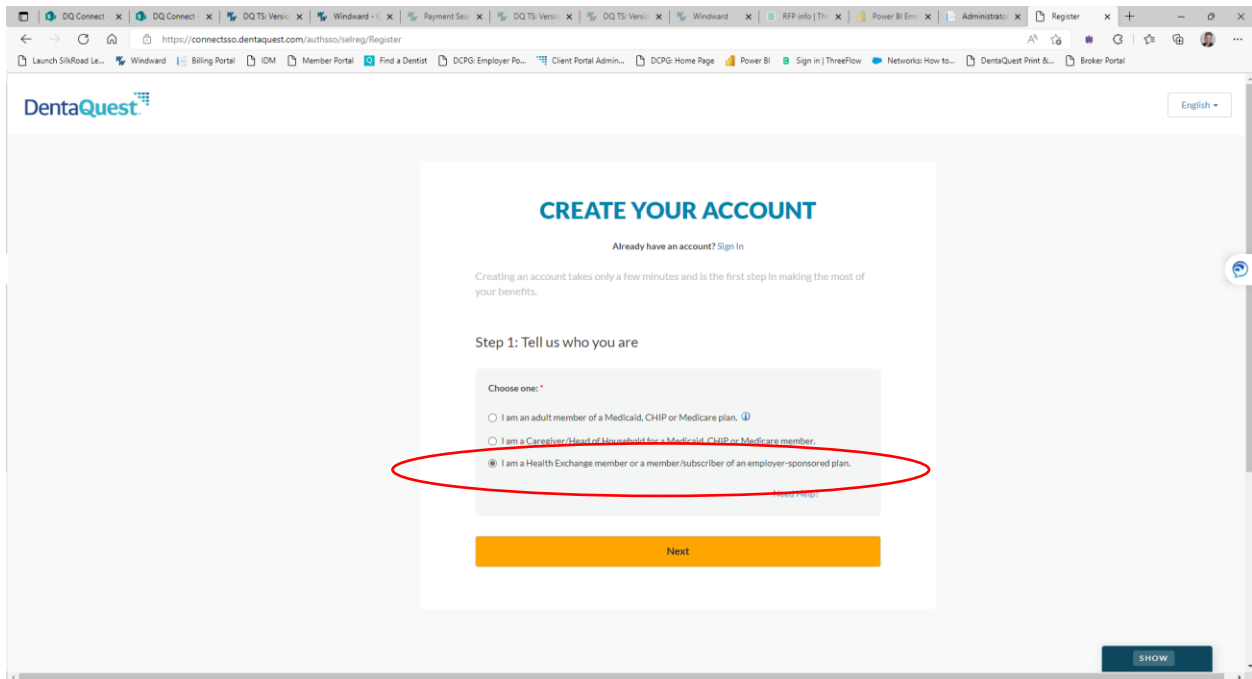 DQ Connect
DQ Connect
DQ TS: Versio
Windward
Payment Sea
DQ TS: Versio
DQ TS: Versio
Windward
RFP info | Thr
Power BI Erro
Administrator
Register
https://connectsso.dentaquest.com/authsso/selreg/Register
Launch SilkRoad Le...
Windward
Billing Portal
IDM
Member Portal
Find a Dentist
DCPG: Employer Po...
Client Portal Admin...
DCPG: Home Page
Power BI
Sign in | ThreeFlow
Networks: How to...
DentaQuest Print &...
Broker Portal
DentaQuest
English
CREATE YOUR ACCOUNT
Already have an account? Sign In
Creating an account takes only a few minutes and is the first step in making the most of
your benefits.
Step 1: Tell us who you are
Choose one: *
I am an adult member of a Medicaid, CHIP or Medicare plan.
I am a Caregiver/Head of Household for a Medicaid, CHIP or Medicare member.
I am a Health Exchange member or a member/subscriber of an employer-sponsored plan.
Need Help?
Next
SHOW